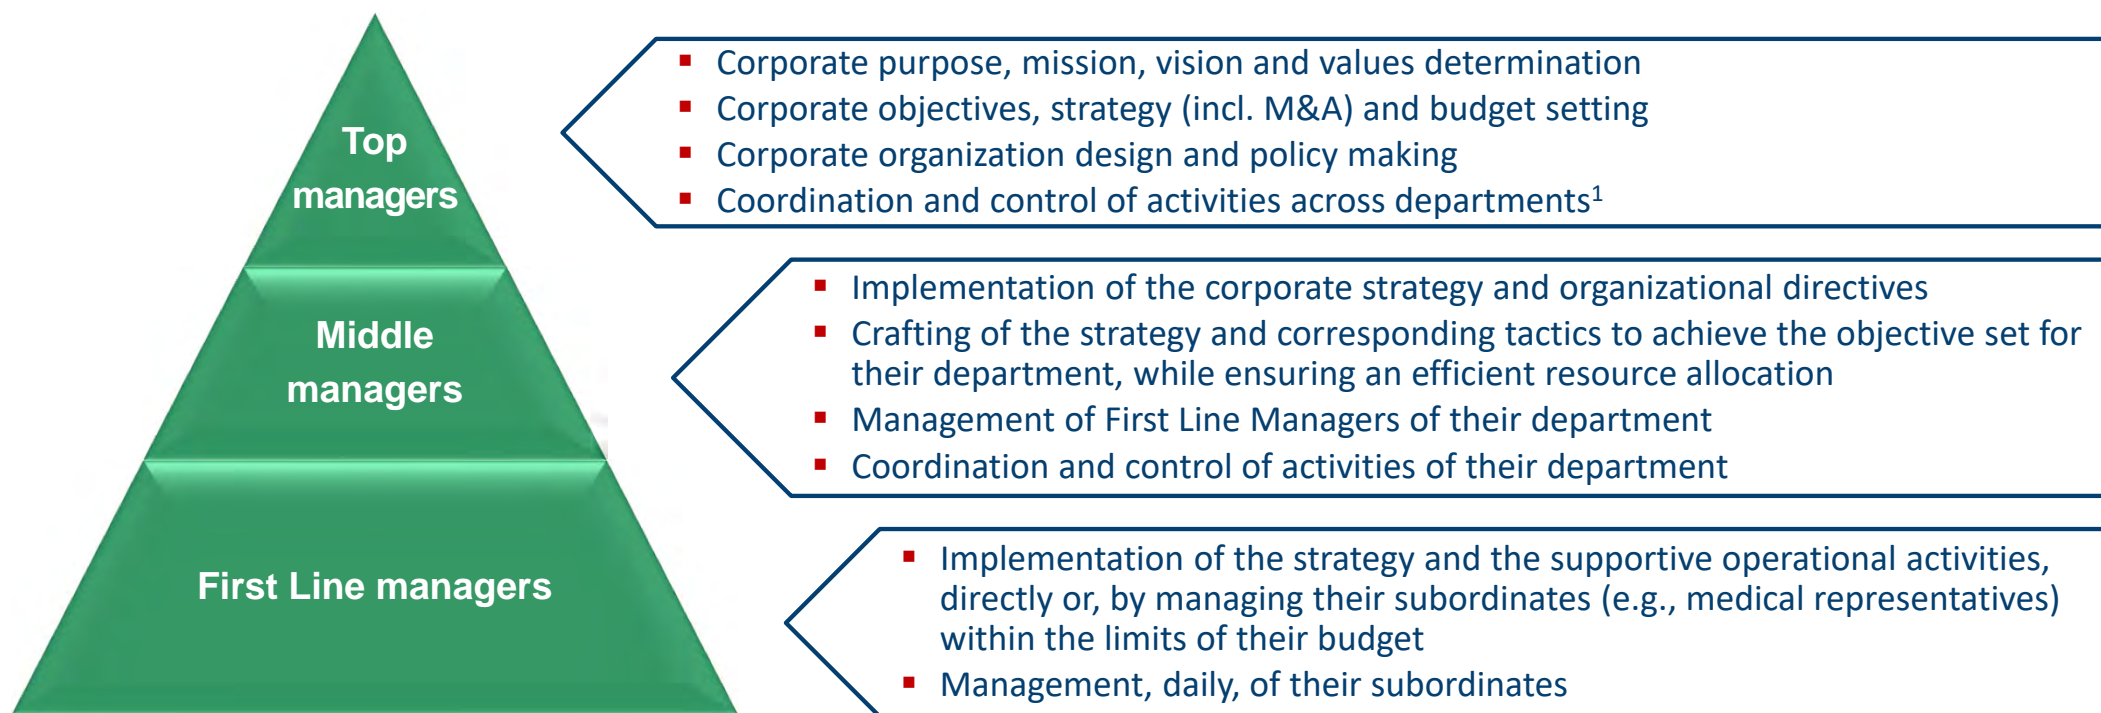 Top
managers
▪ Corporate purpose, mission, vision and values determination
▪ Corporate objectives, strategy (incl. M&A) and budget setting
▪ Corporate organization design and policy making
▪ Coordination and control of activities across departments¹
Middle
managers
▪ Implementation of the corporate strategy and organizational directives
▪ Crafting of the strategy and corresponding tactics to achieve the objective set for
their department, while ensuring an efficient resource allocation
▪ Management of First Line Managers of their department
▪ Coordination and control of activities of their department
First Line managers
▪ Implementation of the strategy and the supportive operational activities,
directly or, by managing their subordinates (e.g., medical representatives)
within the limits of their budget
▪ Management, daily, of their subordinates